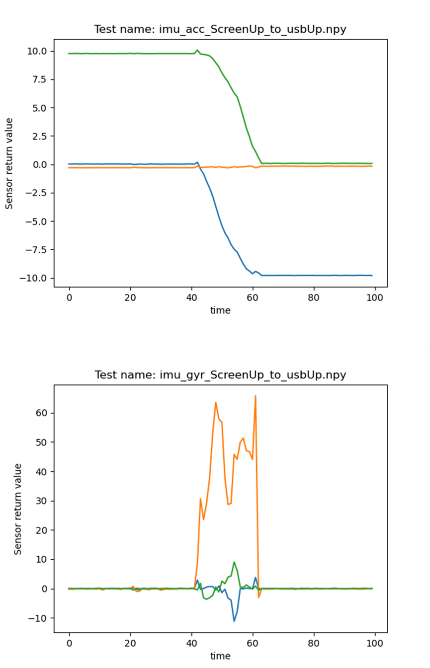 Test name: imu_acc_ScreenUp_to_usbUp.npy
10.0
7.5
5.0
2.5
0.0
−2.5
−5.0
−7.5
−10.0
Sensor return value
0 20 40 60 80 100
time
Test name: imu_gyr_ScreenUp_to_usbUp.npy
60
50
40
30
20
10
0
−10
Sensor return value
0 20 40 60 80 100
time